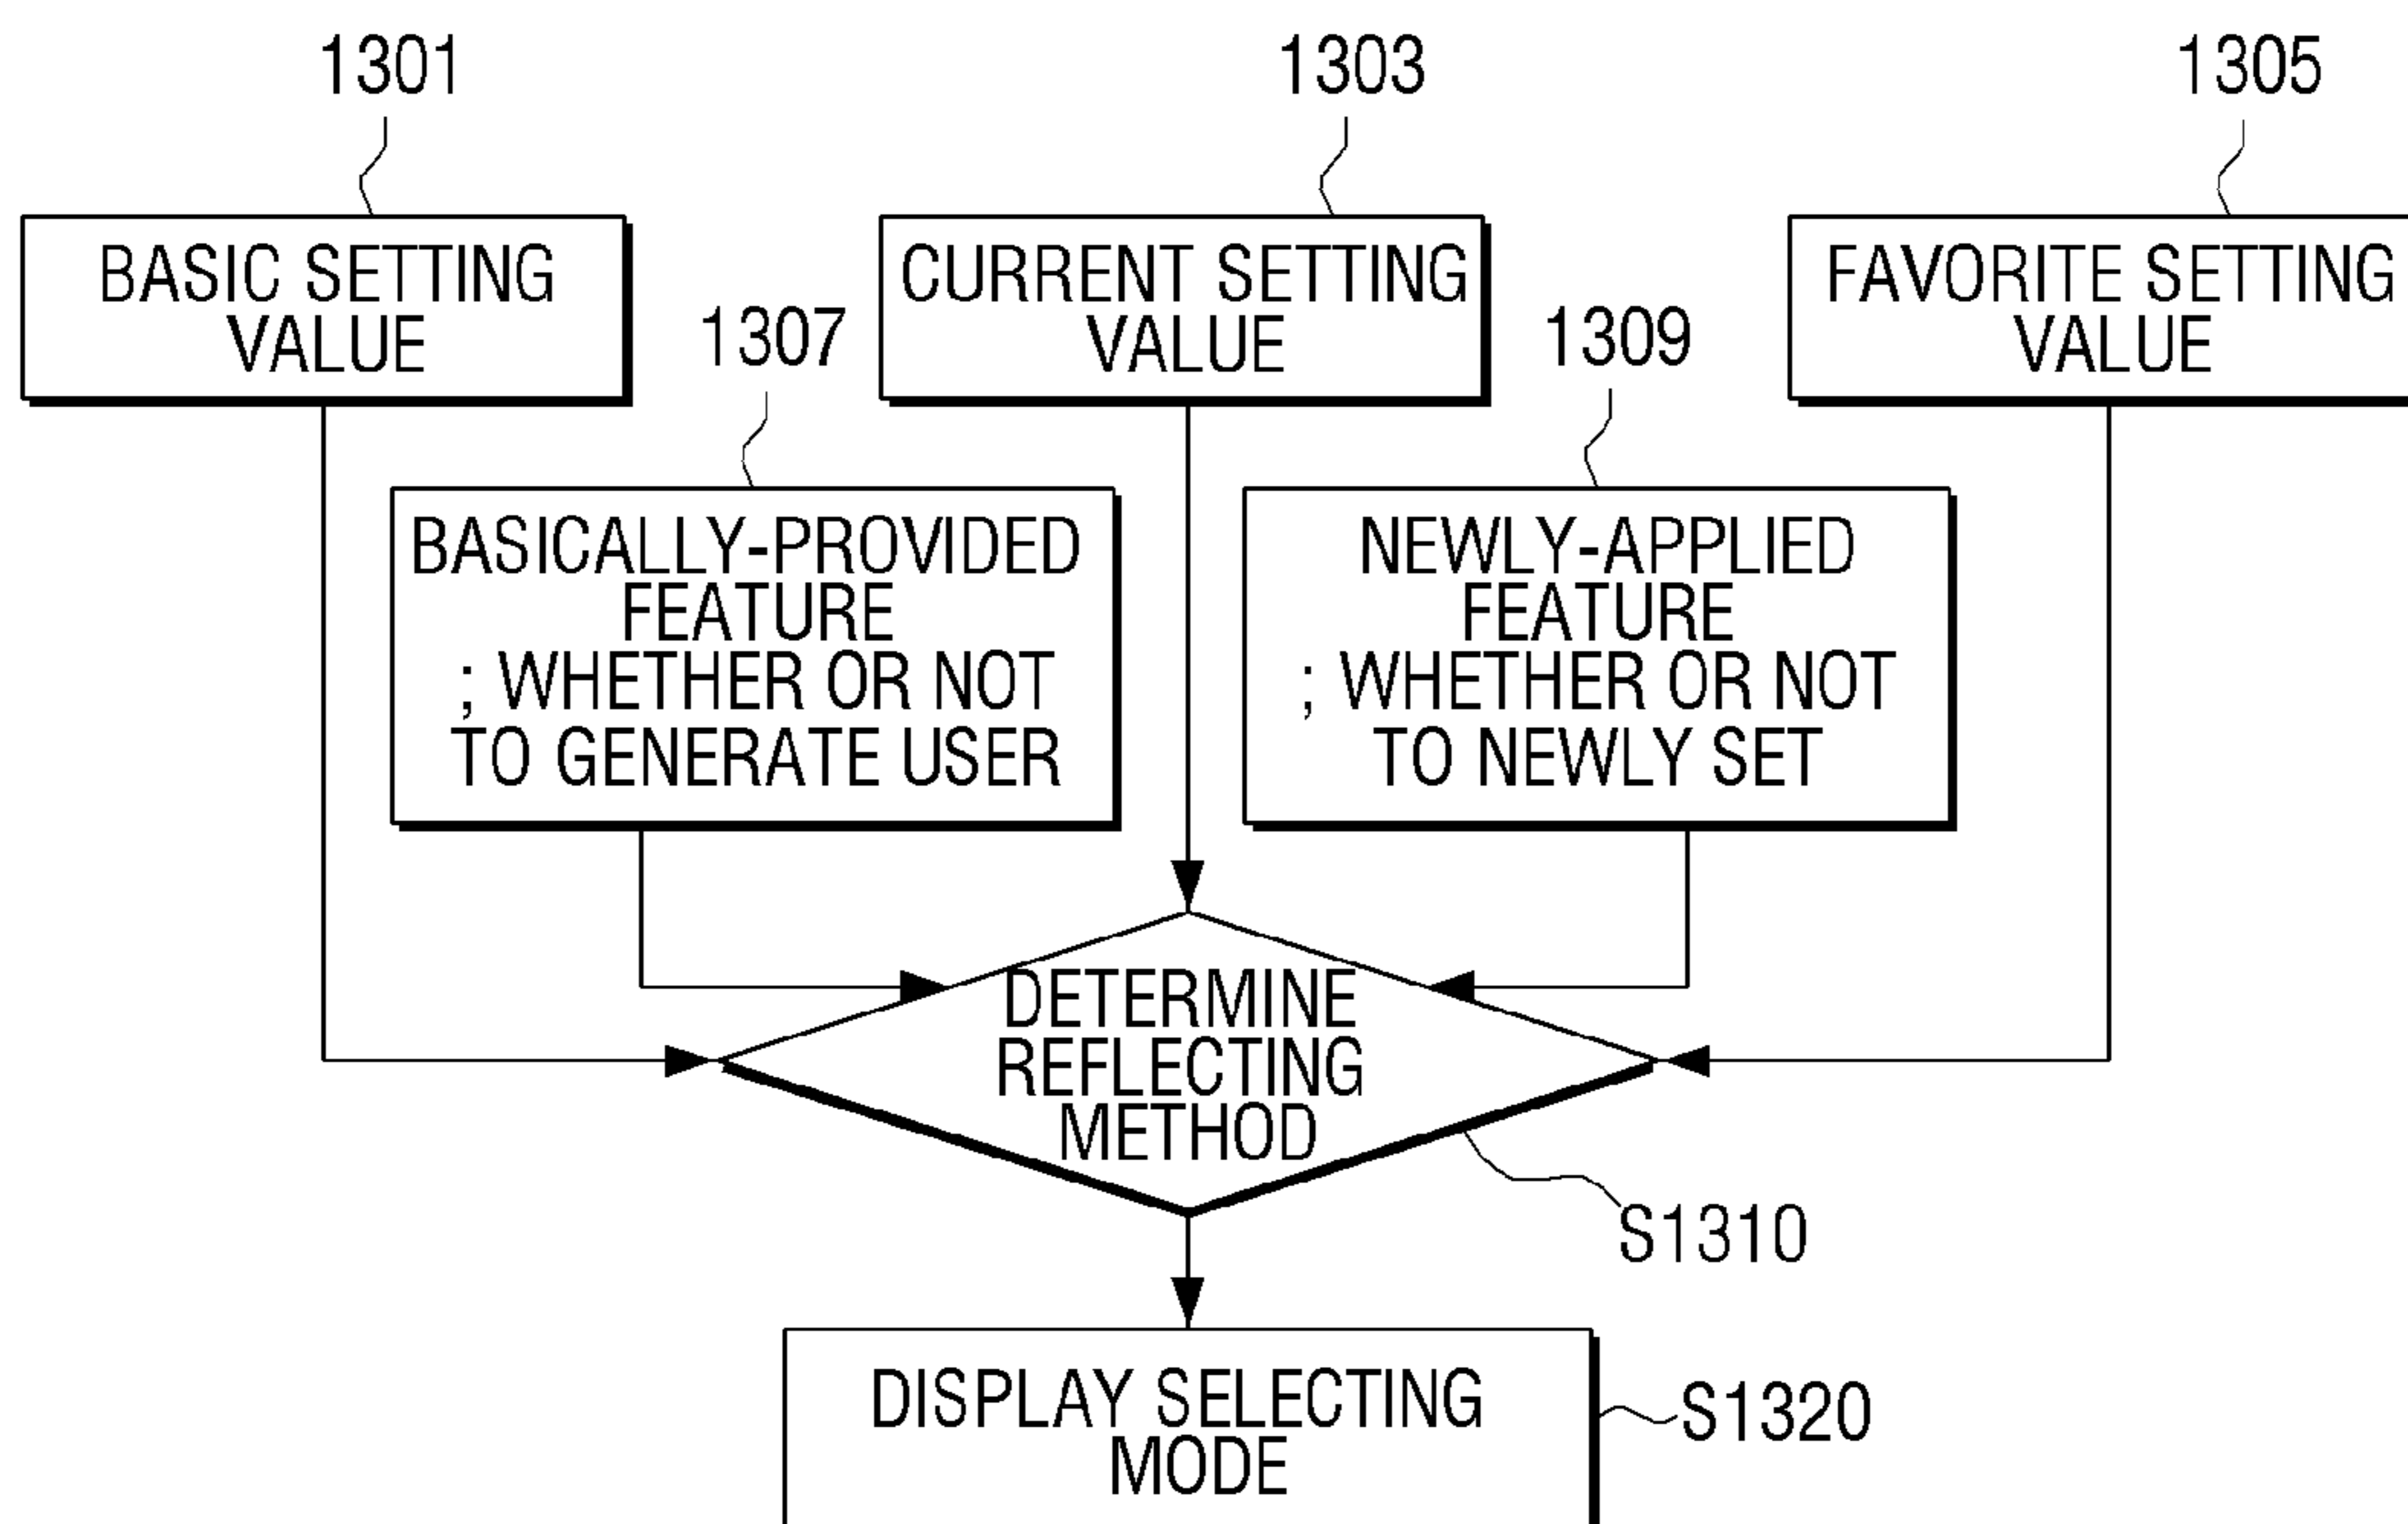 1301
1303
1305
BASIC SETTING
VALUE
CURRENT SETTING
VALUE
FAVORITE SETTING
VALUE
1307
1309
BASICALLY-PROVIDED
FEATURE
; WHETHER OR NOT
TO GENERATE USER
NEWLY-APPLIED
FEATURE
; WHETHER OR NOT
TO NEWLY SET
DETERMINE
REFLECTING
METHOD
S1310
DISPLAY SELECTING
MODE
S1320